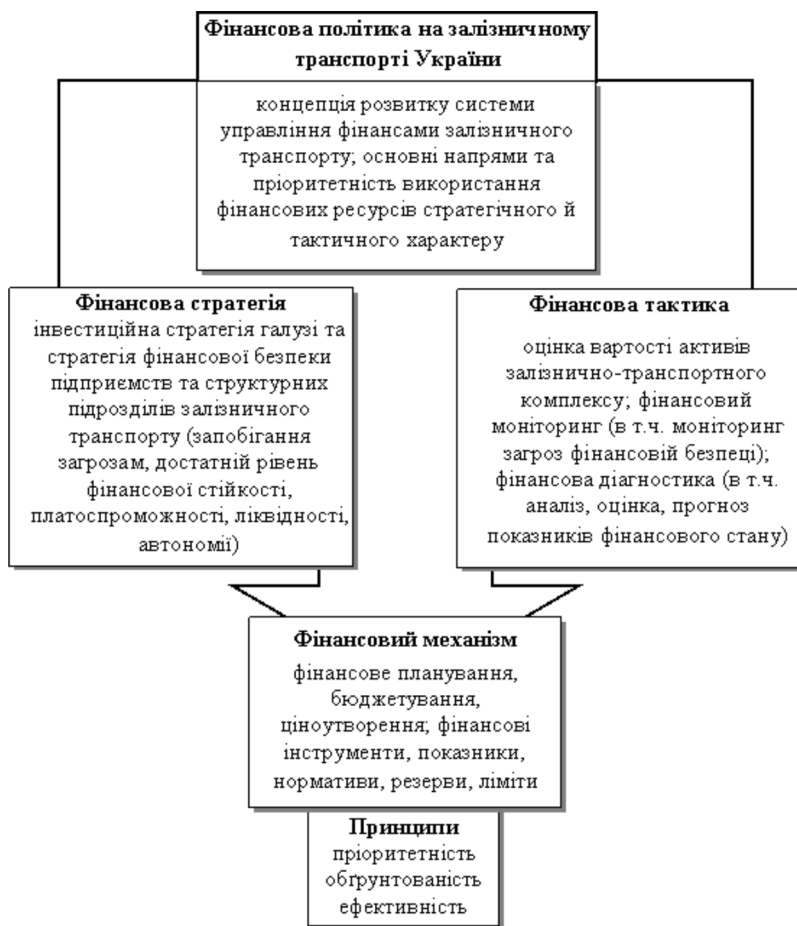 Фінансова політика на залізничному
транспорті України
концепція розвитку системи
управління фінансами залізничного
транспорту; основні напрями та
пріоритетність використання
фінансових ресурсів стратегічного й
тактичного характеру
Фінансова стратегія
інвестиційна стратегія галузі та
стратегія фінансової безпеки
підприємств та структурних
підрозділів залізничного
транспорту (запобігання
загрозам, достатній рівень
фінансової стійкості,
платоспроможності, ліквідності,
автономії)
Фінансова тактика
оцінка вартості активів
залізнично-транспортного
комплексу; фінансовий
моніторинг (в т.ч. моніторинг
загроз фінансовій безпеці);
фінансова діагностика (в т.ч.
аналіз, оцінка, прогноз
показників фінансового стану)
Фінансовий механізм
фінансове планування,
бюджетування,
ціноутворення; фінансові
інструменти, показники,
нормативи, резерви, ліміти
Принципи
пріоритетність
обґрунтованість
ефективність